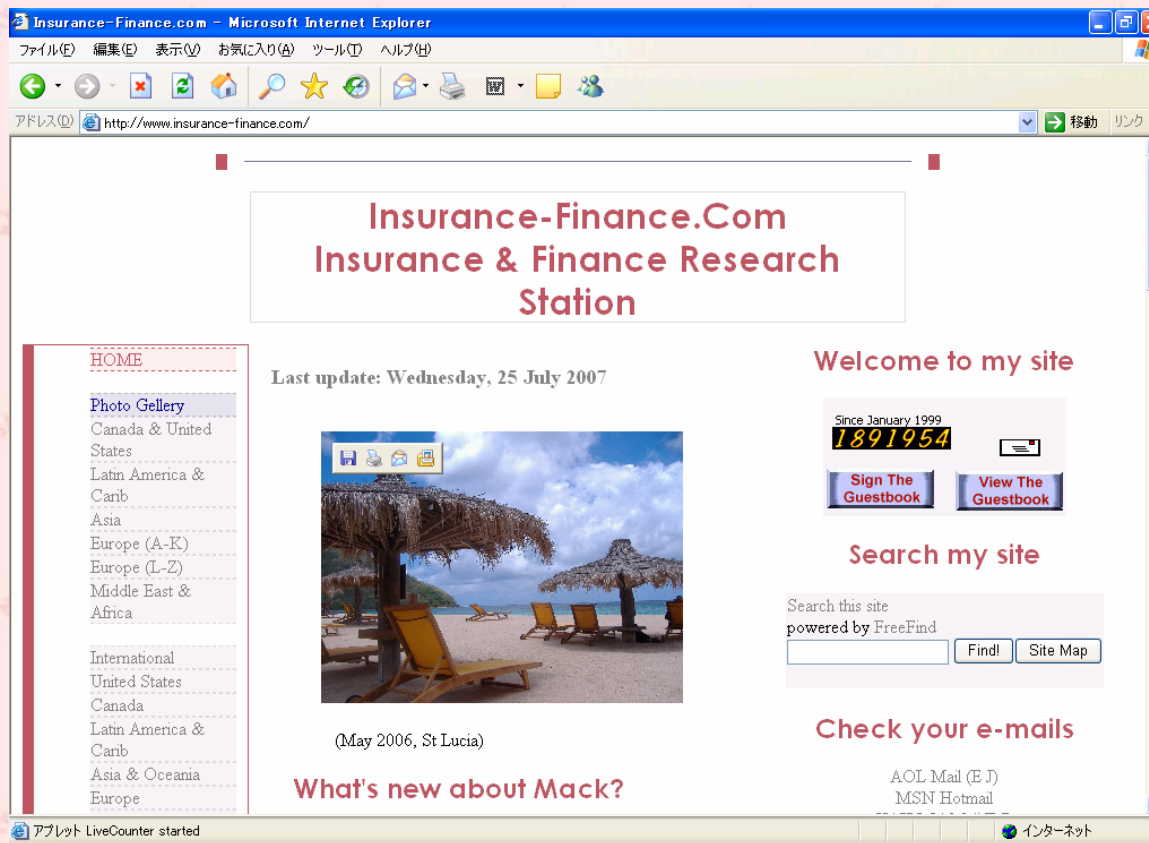 Insurance-Finance.com - Microsoft Internet Explorer
ファイル(F) 編集(E) 表示(V) お気に入り(A) ツール(T) ヘルプ(H)
アドレス(D) http://www.insurance-finance.com/ 移動 リンク
Insurance-Finance.Com
Insurance & Finance Research
Station
HOME
Photo Gellery
Canada & United
States
Latin America &
Carib
Asia
Europe (A-K)
Europe (L-Z)
Middle East &
Africa
International
United States
Canada
Latin America &
Carib
Asia & Oceania
Europe
Last update: Wednesday, 25 July 2007
(May 2006, St Lucia)
What's new about Mack?
Welcome to my site
Since January 1999
1891954
Sign The
Guestbook
View The
Guestbook
Search my site
Search this site
powered by FreeFind
Find! Site Map
Check your e-mails
AOL Mail (E J)
MSN Hotmail
アプレット LiveCounter started
インターネット